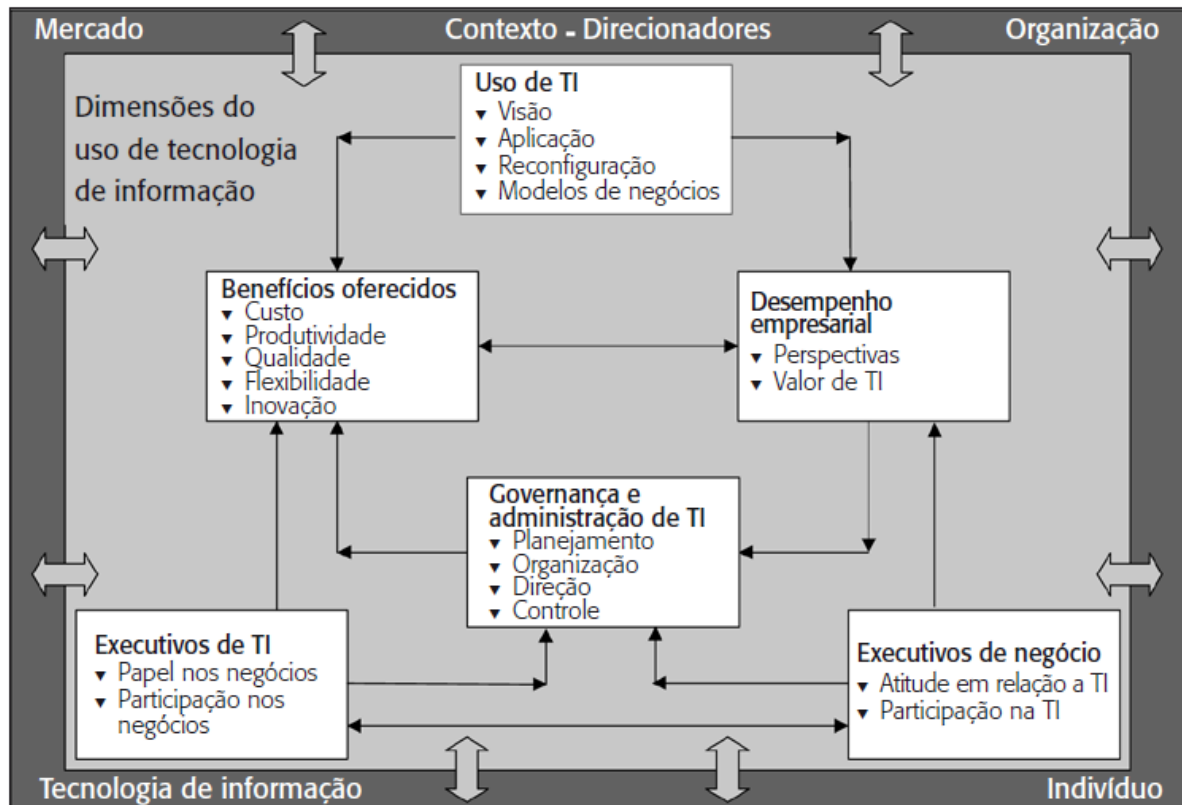 Mercado
Contexto - Direcionadores
Organização
Dimensões do
uso de tecnologia
de informação
Uso de TI
▼ Visão
▼ Aplicação
▼ Reconfiguração
▼ Modelos de negócios
Benefícios oferecidos
▼ Custo
▼ Produtividade
▼ Qualidade
▼ Flexibilidade
▼ Inovação
Desempenho
empresarial
▼ Perspectivas
▼ Valor de TI
Governança e
administração de TI
▼ Planejamento
▼ Organização
▼ Direção
▼ Controle
Executivos de TI
▼ Papel nos negócios
▼ Participação nos
negócios
Executivos de negócio
▼ Atitude em relação a TI
▼ Participação na TI
Tecnologia de informação
Indivíduo